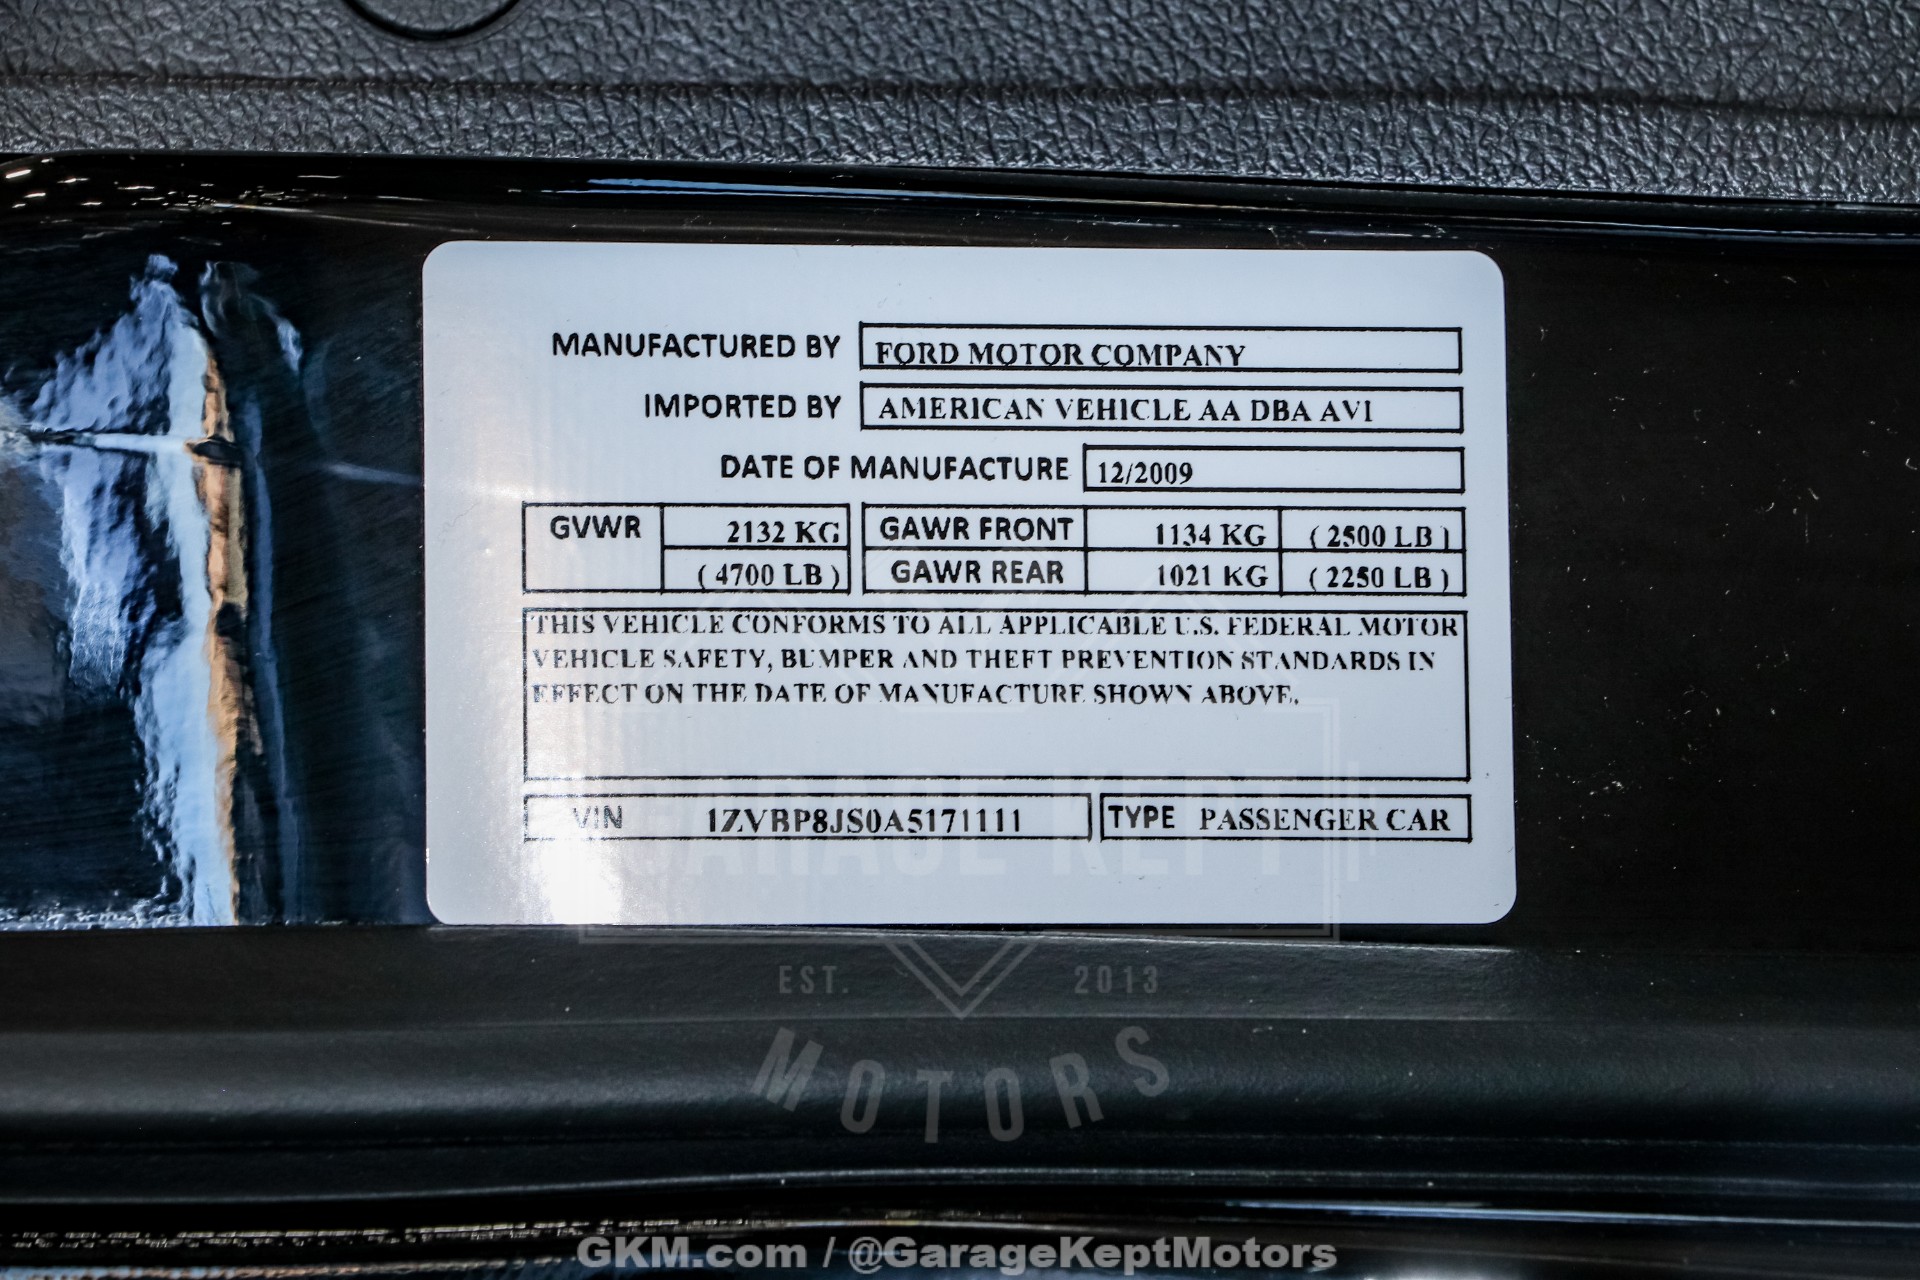 MANUFACTURED BY FORD MOTOR COMPANY
IMPORTED BY AMERICAN VEHICLE AA DBA AVI
DATE OF MANUFACTURE 12/2009
GVWR 2132 KG GAWR FRONT 1134 KG ( 2500 LB )
( 4700 LB ) GAWR REAR 1021 KG ( 2250 LB )
THIS VEHICLE CONFORMS TO ALL APPLICABLE U.S. FEDERAL MOTOR
VEHICLE SAFETY, BUMPER AND THEFT PREVENTION STANDARDS IN
EFFECT ON THE DATE OF MANUFACTURE SHOWN ABOVE.
VIN 1ZVBP8JS0A5171111 TYPE PASSENGER CAR
GARAGE KEPT
EST. 2013
MOTORS
GKM.com / @GarageKeptMotors